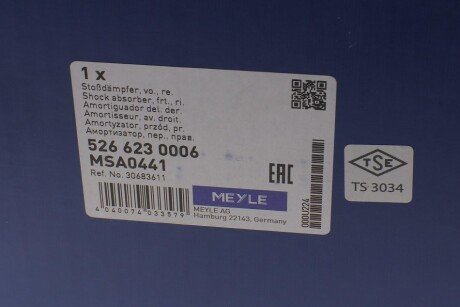 1 x
Stoßdämpfer, vo., re.
Shock absorber, frt., ri.
Amortiguador del. der.
Amortisseur, av. droit.
Amortyzator, przód, pr.
Амортизатор, пер., прав.
526 623 0006
MSA0441
Ref. No. 30683611
EAC
MEYLE
MEYLE AG
Hamburg 22143, Germany
4 040074 033579
000U224
TSE
TS 3034